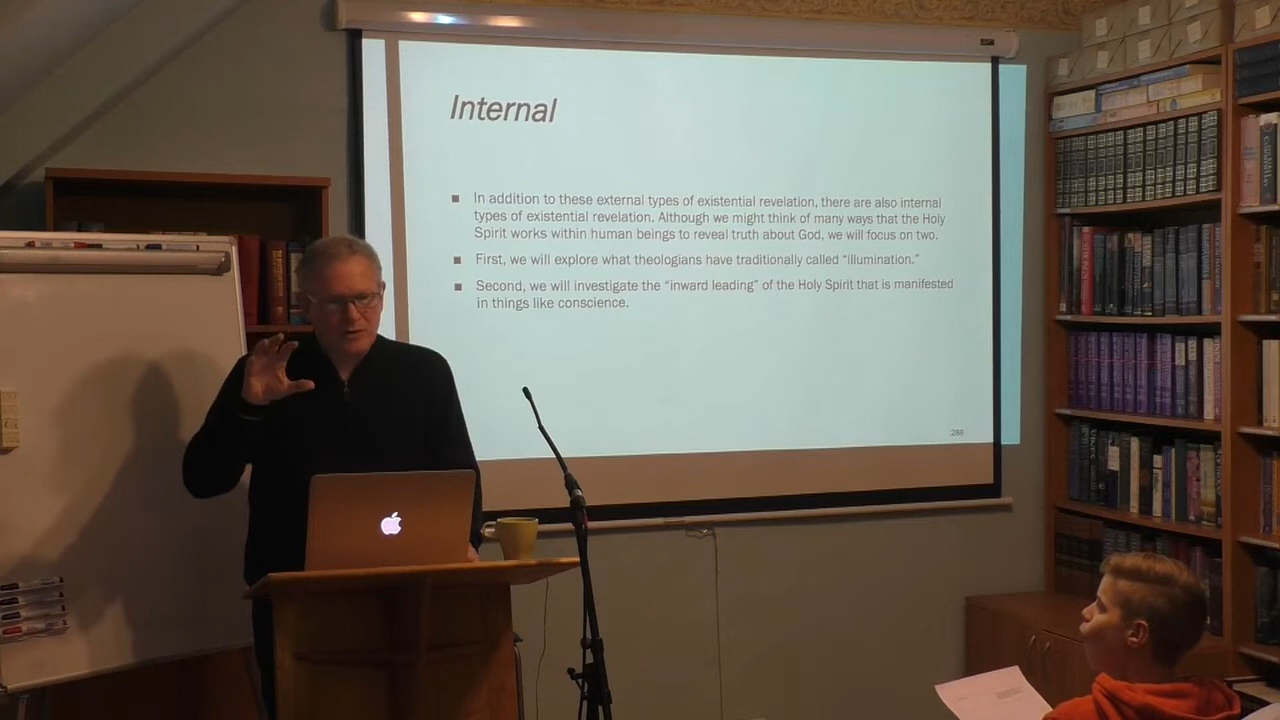 Internal
In addition to these external types of existential revelation, there are also internal
types of existential revelation. Although we might think of many ways that the Holy
Spirit works within human beings to reveal truth about God, we will focus on two.
First, we will explore what theologians have traditionally called “illumination.”
Second, we will investigate the “inward leading” of the Holy Spirit that is manifested
in things like conscience.